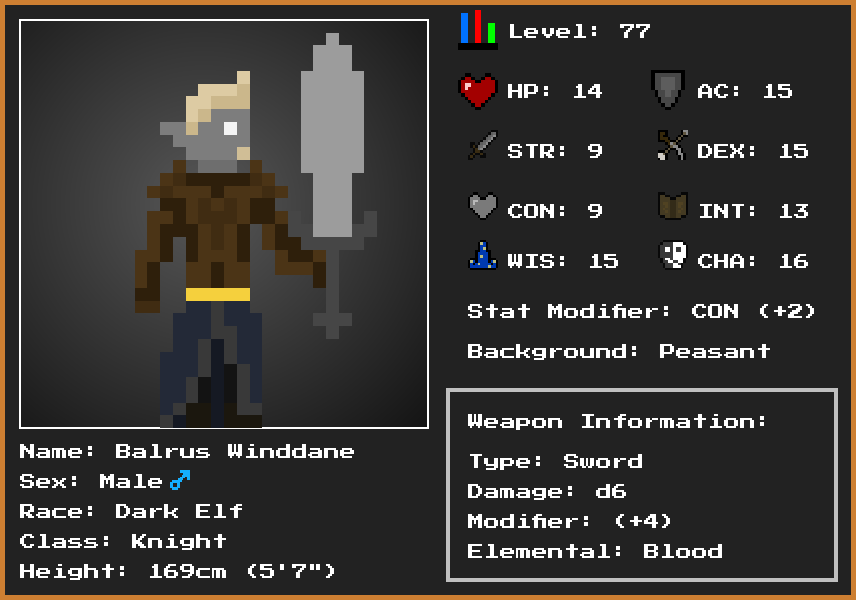 Level: 77
HP: 14 AC: 15
STR: 9 DEX: 15
CON: 9 INT: 13
WIS: 15 CHA: 16
Stat Modifier: CON (+2)
Background: Peasant
Weapon Information:
Type: Sword
Damage: d6
Modifier: (+4)
Elemental: Blood
Name: Balrus Winddane
Sex: Male ♂
Race: Dark Elf
Class: Knight
Height: 169cm (5'7")